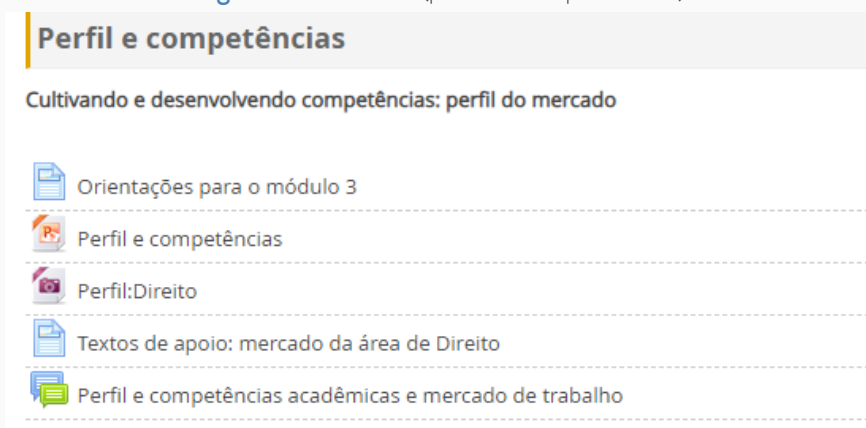 Perfil e competências
Cultivando e desenvolvendo competências: perfil do mercado
Orientações para o módulo 3
Perfil e competências
Perfil:Direito
Textos de apoio: mercado da área de Direito
Perfil e competências acadêmicas e mercado de trabalho